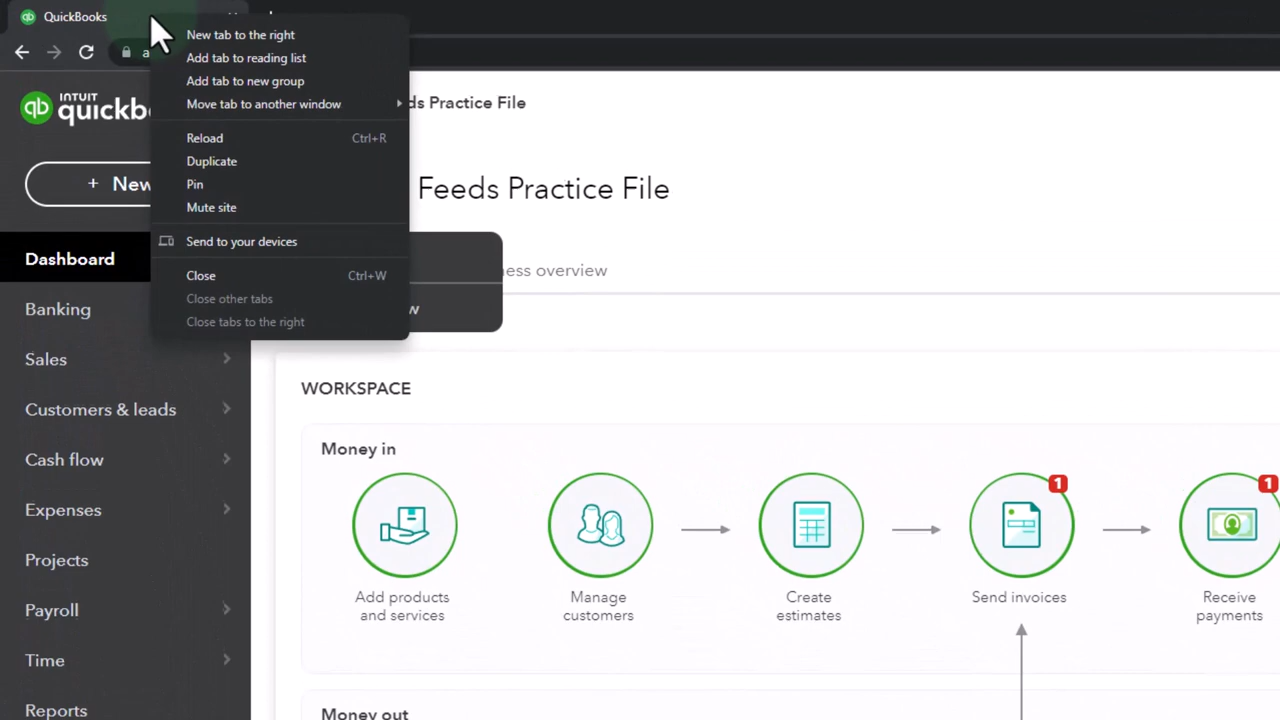 QuickBooks
New tab to the right
Add tab to reading list
Add tab to new group
Move tab to another window
Reload Ctrl+R
Duplicate
Pin
Mute site
Send to your devices
Close Ctrl+W
Close other tabs
Close tabs to the right
a
INTUIT
quickb
ds Practice File
+ New
Feeds Practice File
ness overview
w
Dashboard
Banking
Sales
Customers & leads
Cash flow
Expenses
Projects
Payroll
Time
Reports
WORKSPACE
Money in
1
1
Add products
and services
Manage
customers
Create
estimates
Send invoices
Receive
payments
Money out